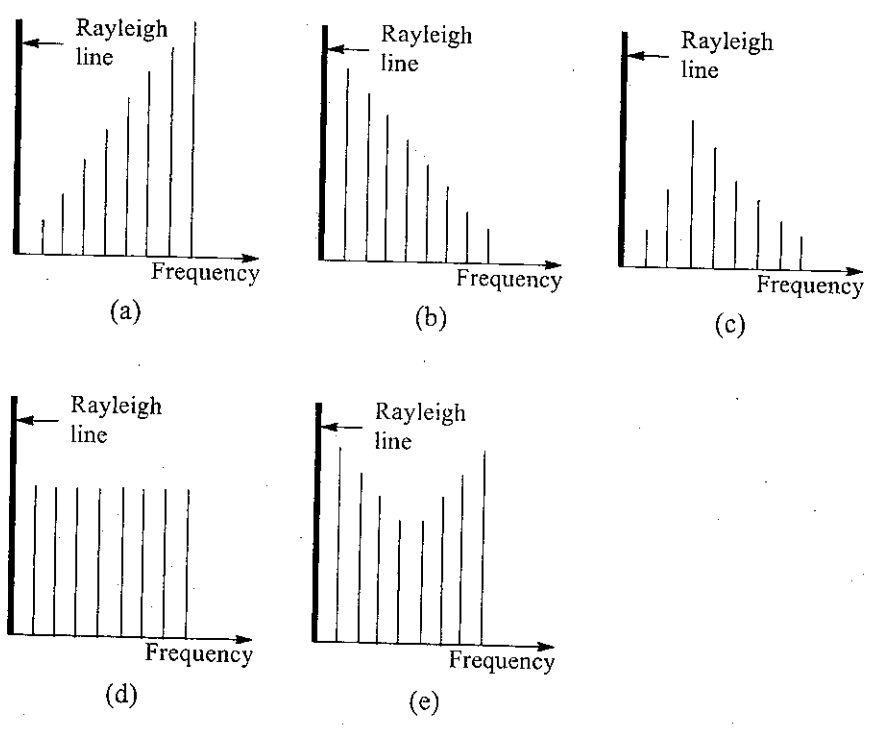 Rayleigh
line
Frequency
(a)
Rayleigh
line
Frequency
(b)
Rayleigh
line
Frequency
(c)
Rayleigh
line
Frequency
(d)
Rayleigh
line
Frequency
(e)